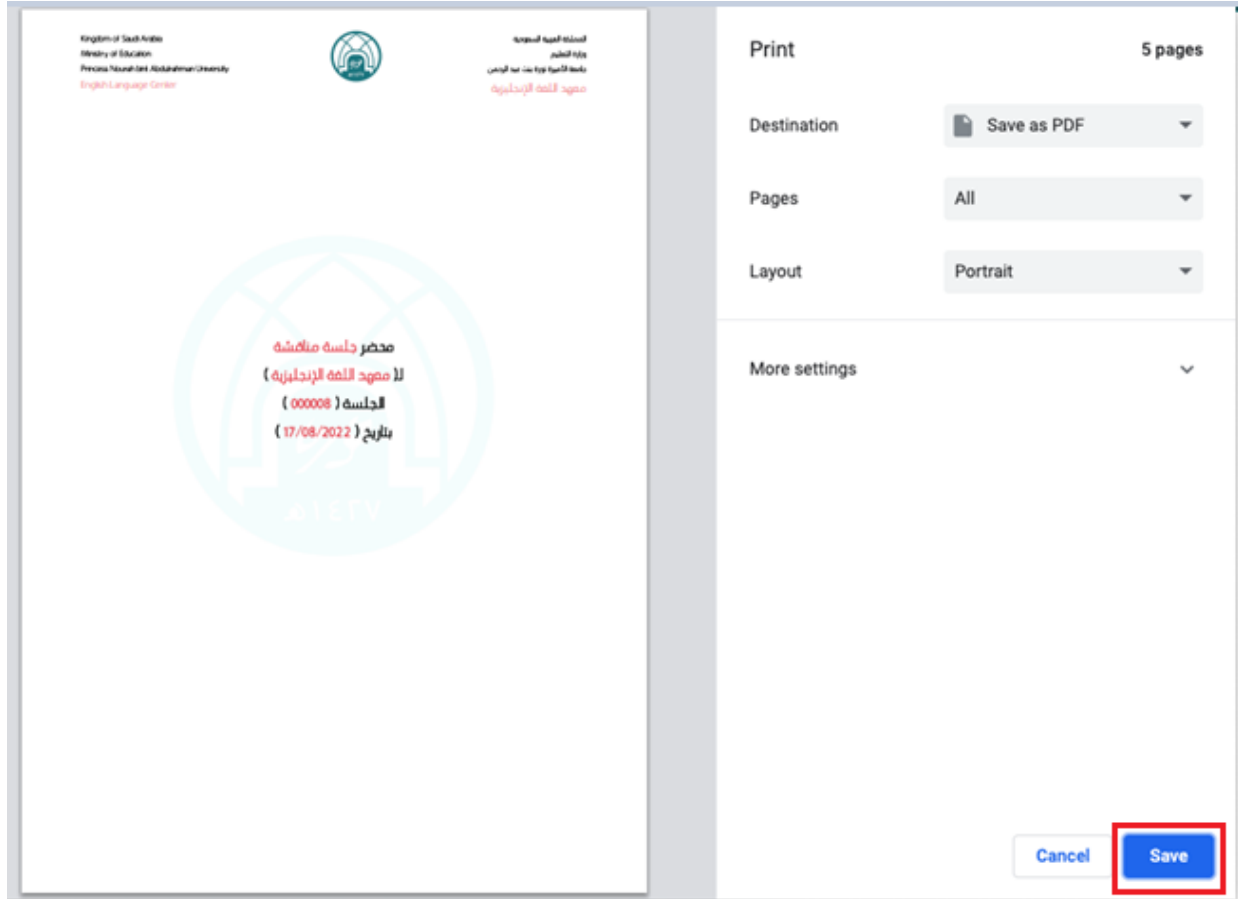 Kingdom of Saudi Arabia
Ministry of Education
Princess Nourah bint Abdulrahman University
English Language Center
المملكة العربية السعودية
وزارة التعليم
جامعة الأميرة نورة بنت عبد الرحمن
معهد اللغة الإنجليزية
محضر جلسة مناقشة
لـ( معهد اللغة الإنجليزية )
الجلسة ( 000008 )
بتاريخ ( 17/08/2022 )
١٤٢٧هـ
Print
5 pages
Destination
Save as PDF
Pages
All
Layout
Portrait
More settings
Cancel
Save